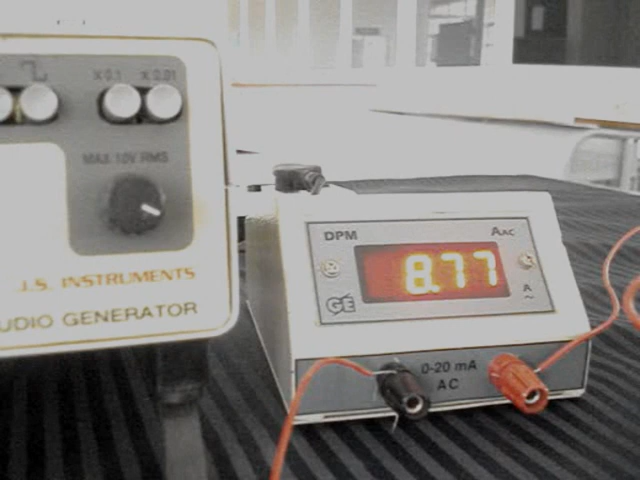 X 0.1 X 0.01
MAX. 10V. RMS
J.S. INSTRUMENTS
UDIO GENERATOR
DPM AAC
8.77
GE A
~
0-20 mA
AC